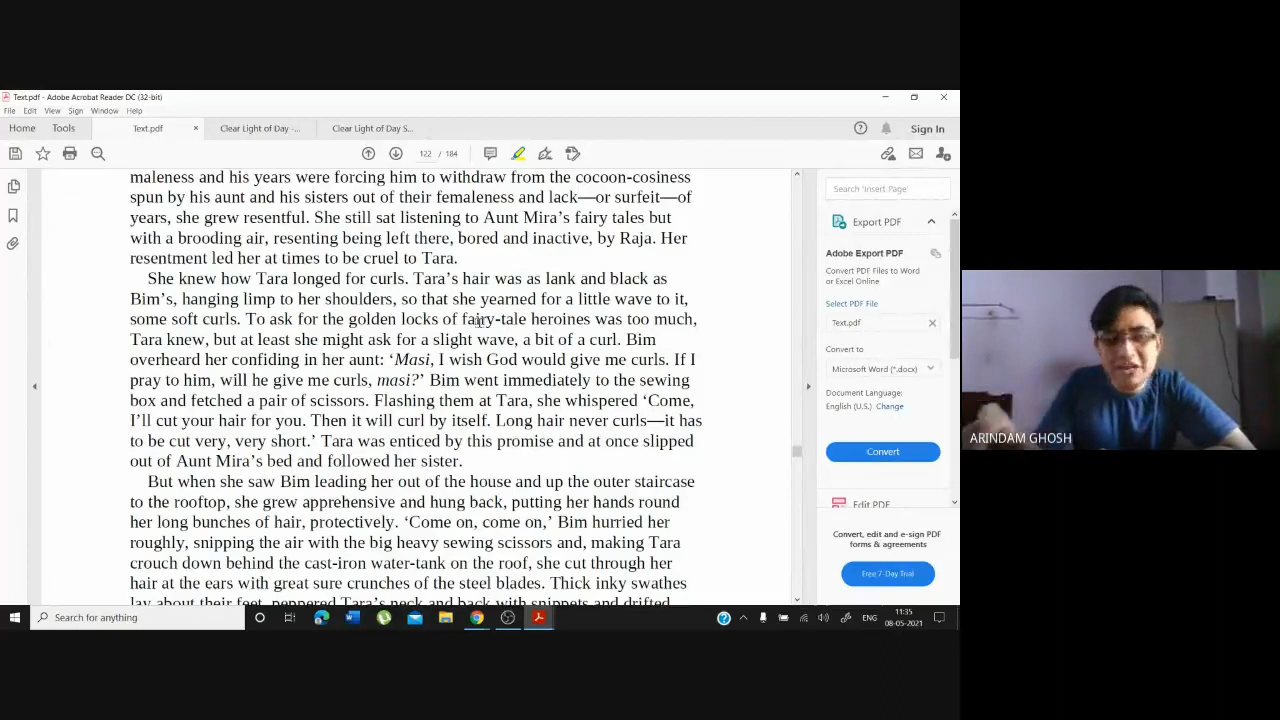 Text.pdf - Adobe Acrobat Reader DC (32-bit)
File Edit View Sign Window Help
Home Tools Text.pdf × Clear Light of Day -... Clear Light of Day S... Sign In
122 / 184
maleness and his years were forcing him to withdraw from the cocoon-cosiness
spun by his aunt and his sisters out of their femaleness and lack—or surfeit—of
years, she grew resentful. She still sat listening to Aunt Mira's fairy tales but
with a brooding air, resenting being left there, bored and inactive, by Raja. Her
resentment led her at times to be cruel to Tara.
She knew how Tara longed for curls. Tara's hair was as lank and black as
Bim's, hanging limp to her shoulders, so that she yearned for a little wave to it,
some soft curls. To ask for the golden locks of fairy-tale heroines was too much,
Tara knew, but at least she might ask for a slight wave, a bit of a curl. Bim
overheard her confiding in her aunt: ‘Masi, I wish God would give me curls. If I
pray to him, will he give me curls, masi?’ Bim went immediately to the sewing
box and fetched a pair of scissors. Flashing them at Tara, she whispered ‘Come,
I'll cut your hair for you. Then it will curl by itself. Long hair never curls—it has
to be cut very, very short.’ Tara was enticed by this promise and at once slipped
out of Aunt Mira's bed and followed her sister.
But when she saw Bim leading her out of the house and up the outer staircase
to the rooftop, she grew apprehensive and hung back, putting her hands round
her long bunches of hair, protectively. ‘Come on, come on,’ Bim hurried her
roughly, snipping the air with the big heavy sewing scissors and, making Tara
crouch down behind the cast-iron water-tank on the roof, she cut through her
hair at the ears with great sure crunches of the steel blades. Thick inky swathes
lay about their feet, peppered Tara's neck and back with snippets and drifted
Search 'Insert Page'
Export PDF
Adobe Export PDF
Convert PDF Files to Word
or Excel Online
Select PDF File
Text.pdf ×
Convert to
Microsoft Word (*.docx)
Document Language:
English (U.S.) Change
Convert
Edit PDF
Convert, edit and e-sign PDF
forms & agreements
Free 7-Day Trial
ARINDAM GHOSH
Search for anything
ENG
11:35
08-05-2021